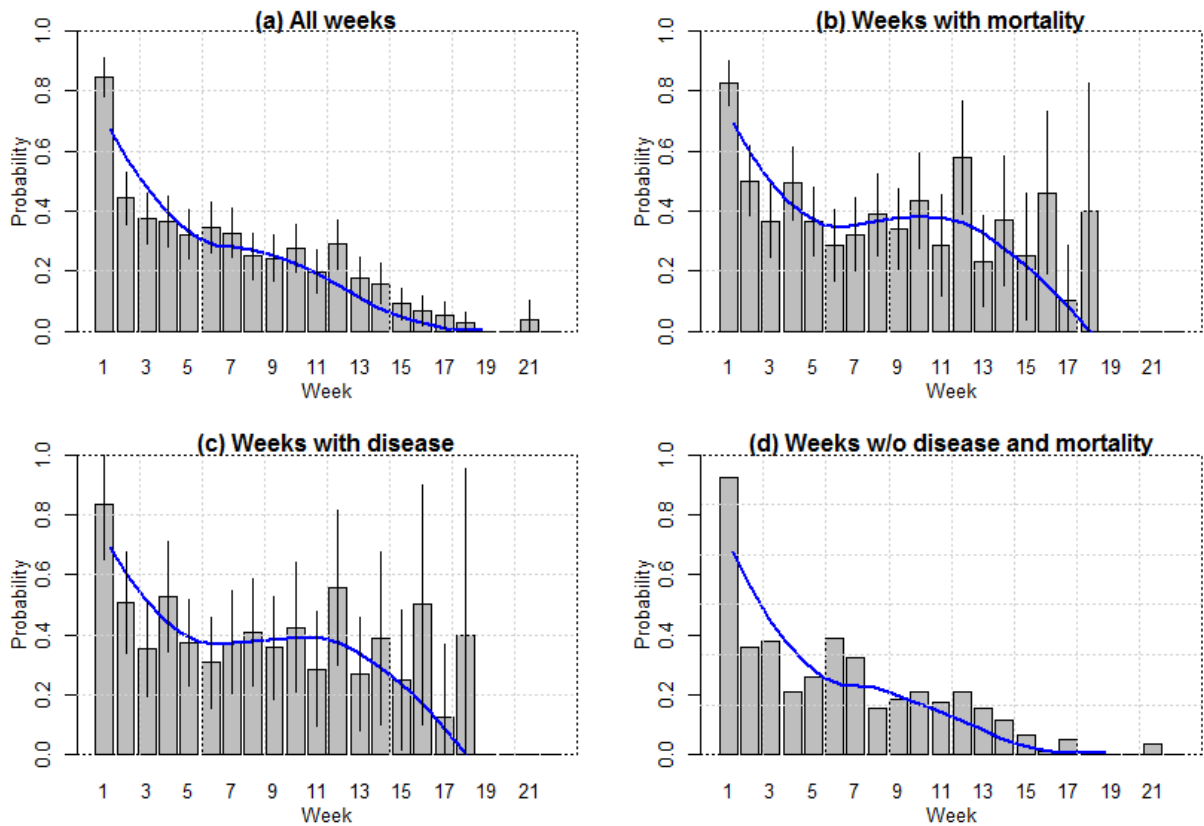 (a) All weeks
Probability
0.0 0.2 0.4 0.6 0.8 1.0
1 3 5 7 9 11 13 15 17 19 21
Week
(b) Weeks with mortality
Probability
0.0 0.2 0.4 0.6 0.8 1.0
1 3 5 7 9 11 13 15 17 19 21
Week
(c) Weeks with disease
Probability
0.0 0.2 0.4 0.6 0.8 1.0
1 3 5 7 9 11 13 15 17 19 21
Week
(d) Weeks w/o disease and mortality
Probability
0.0 0.2 0.4 0.6 0.8 1.0
1 3 5 7 9 11 13 15 17 19 21
Week